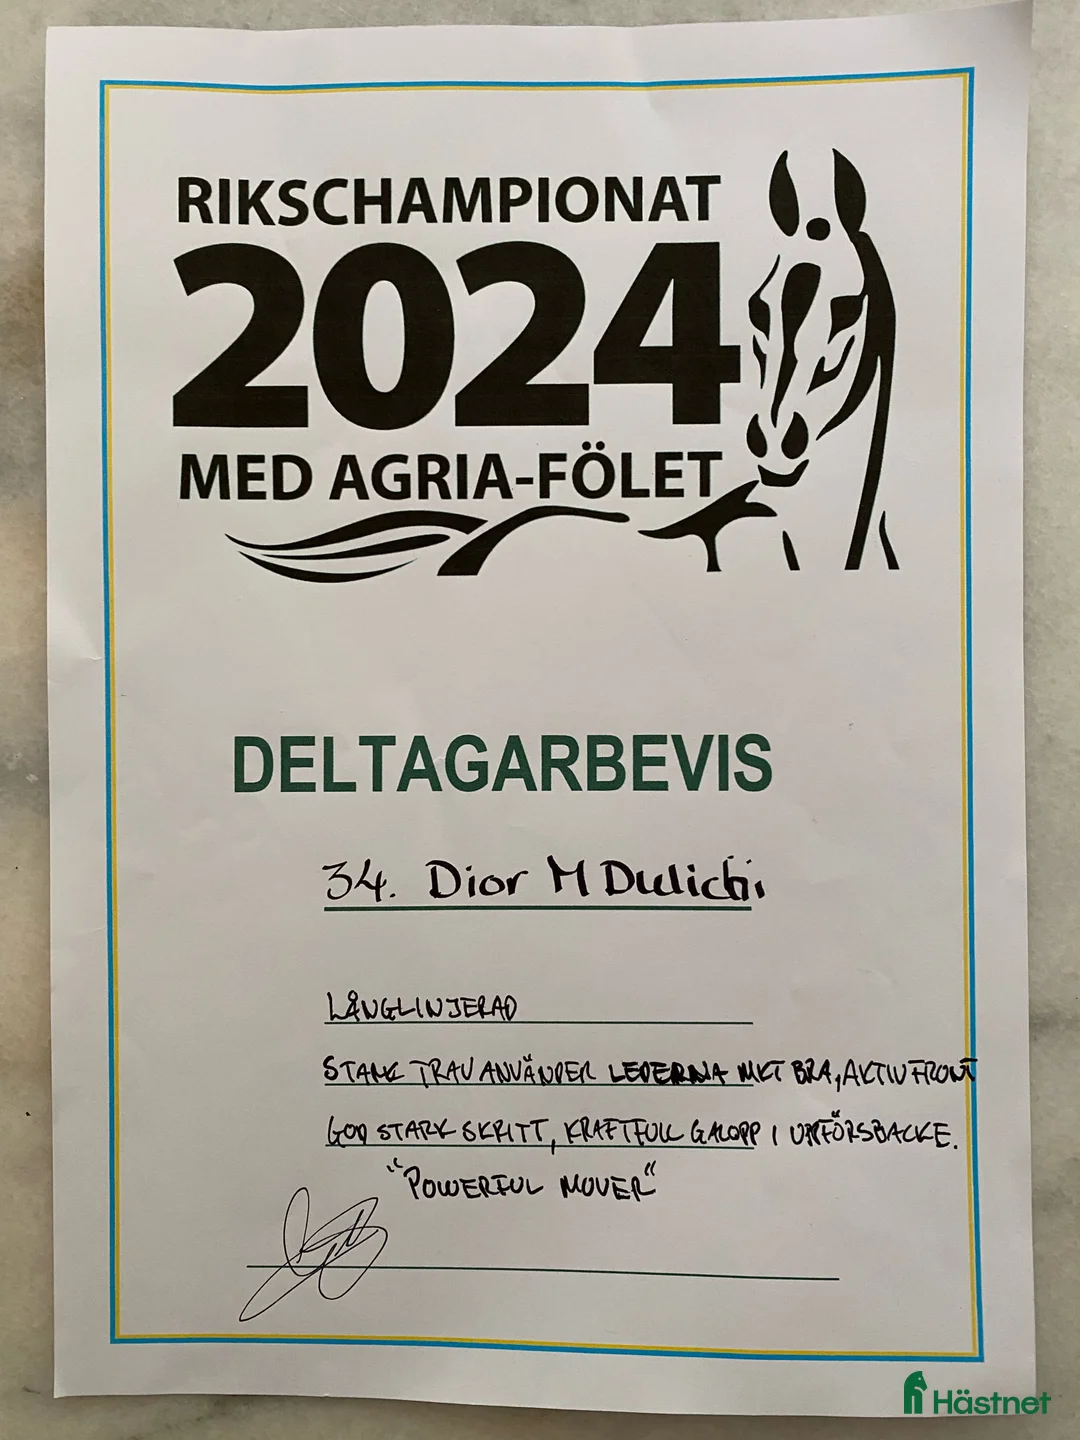 RIKSCHAMPIONAT
2024
MED AGRIA-FÖLET
DELTAGARBEVIS
34. Dior M Dulichi
LÅNGLINJERAD
STARK TRAV ANVÄNDER LEDERNA MKT BRA, AKTIV FRONT
GOD STARK SKRITT, KRAFTFULL GALOPP I UPPFÖRSBACKE.
"POWERFUL MOVER"
Hästnet